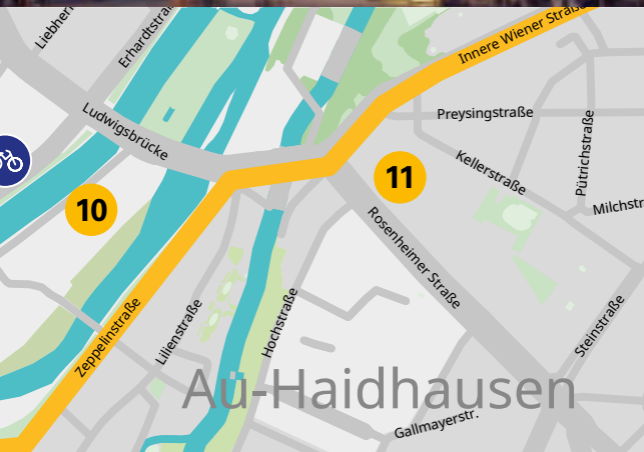 Liebherr
Erhardtstra
Innere Wiener Straße
Ludwigsbrücke
Preysingstraße
Pütrichstraße
Kellerstraße
11
10
Milchstr
Rosenheimer Straße
Zeppelinstraße
Lilienstraße
Hochstraße
Steinstraße
Au-Haidhausen
Gallmayerstr.